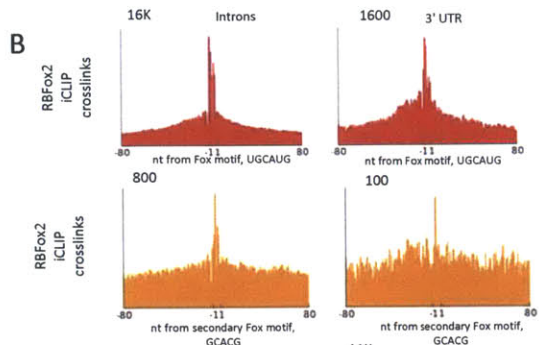 B
16K Introns
1600 3' UTR
RBFox2
iCLIP
crosslinks
-80 -11 80
nt from Fox motif, UGCAUG
-80 -11 80
nt from Fox motif, UGCAUG
800
100
RBFox2
iCLIP
crosslinks
-80 -11 80
nt from secondary Fox motif,
GCACG
-80 -11 80
nt from secondary Fox motif,
GCACG